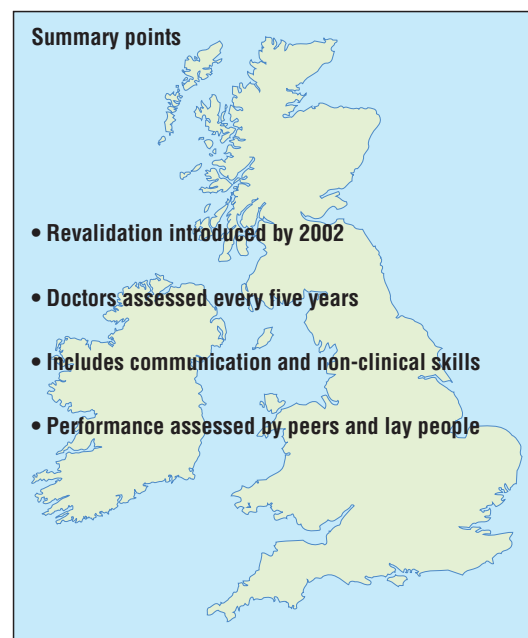 Summary points
• Revalidation introduced by 2002
• Doctors assessed every five years
• Includes communication and non-clinical skills
• Performance assessed by peers and lay people